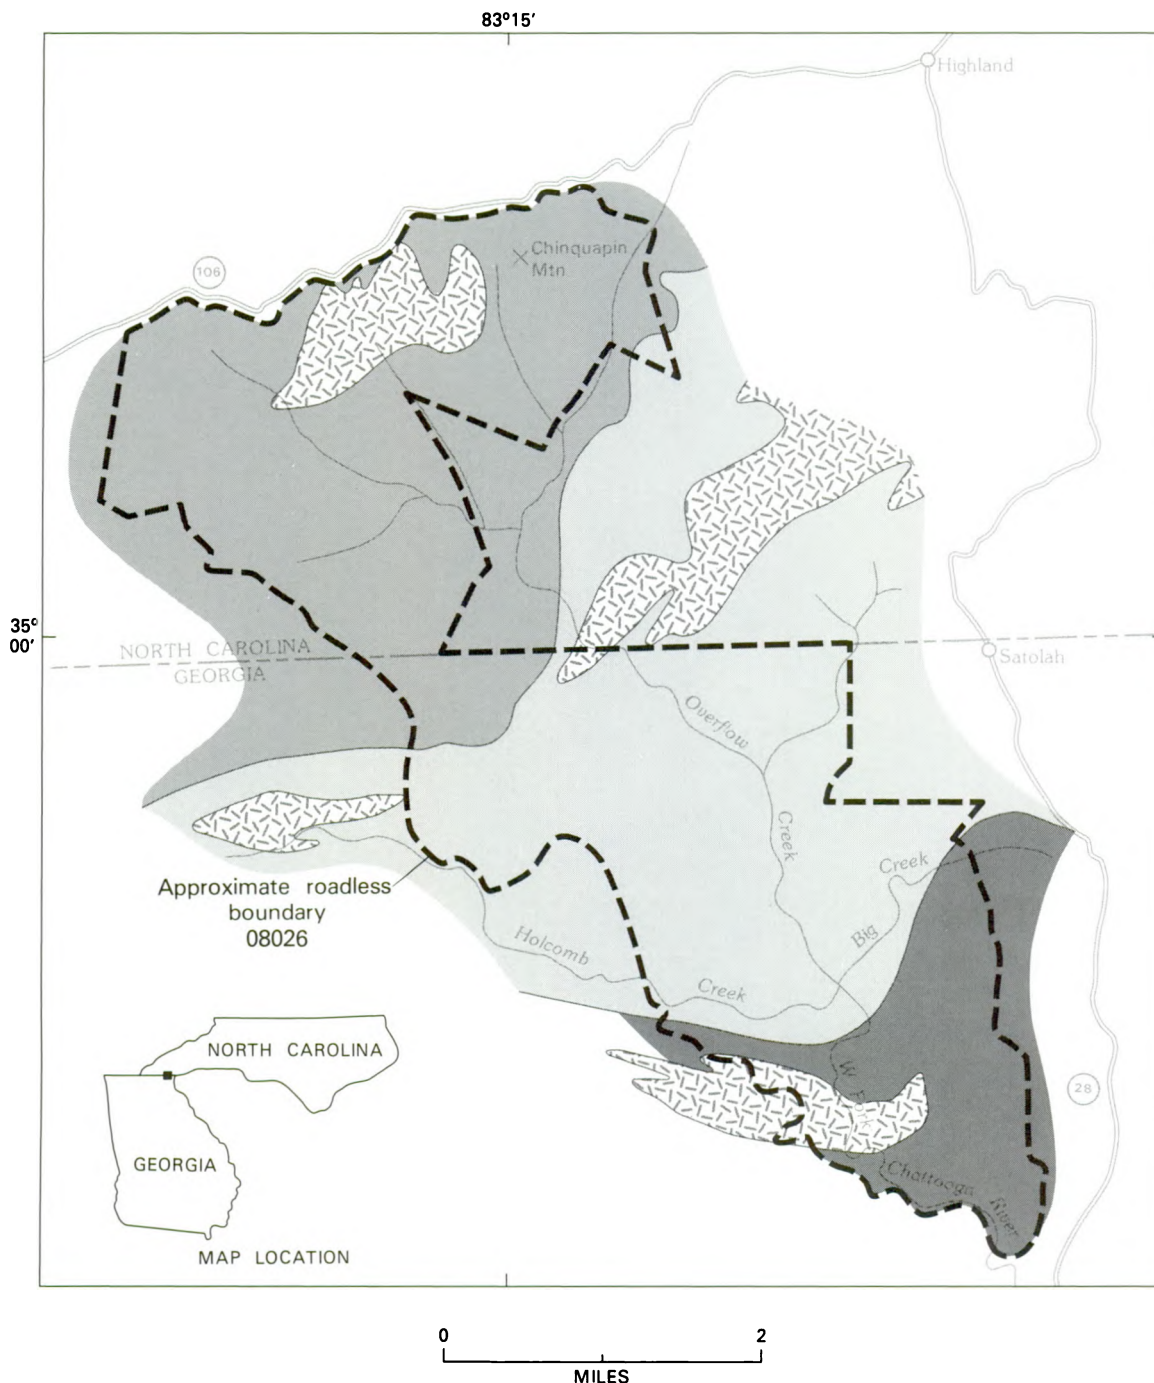 83°15′
Highland
Chinquapin
Mtn
106
35°
00′
NORTH CAROLINA
GEORGIA
Satolah
Overflow
Creek
Creek
Big
Approximate roadless
boundary
08026
Holcomb
Creek
NORTH CAROLINA
W Fork
28
GEORGIA
Chattooga
River
MAP LOCATION
0 2
MILES